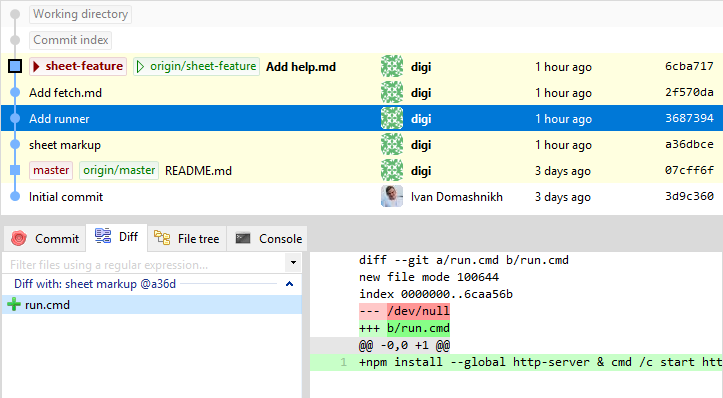 Working directory
Commit index
sheet-feature origin/sheet-feature Add help.md digi 1 hour ago 6cba717
Add fetch.md digi 1 hour ago 2f570da
Add runner digi 1 hour ago 3687394
sheet markup digi 1 hour ago a36dbce
master origin/master README.md digi 3 days ago 07cff6f
Initial commit Ivan Domashnikh 3 days ago 3d9c360
Commit Diff File tree Console
Filter files using a regular expression...
Diff with: sheet markup @a36d
run.cmd
diff --git a/run.cmd b/run.cmd
new file mode 100644
index 0000000..6caa56b
--- /dev/null
+++ b/run.cmd
@@ -0,0 +1 @@
1 +npm install --global http-server & cmd /c start htt